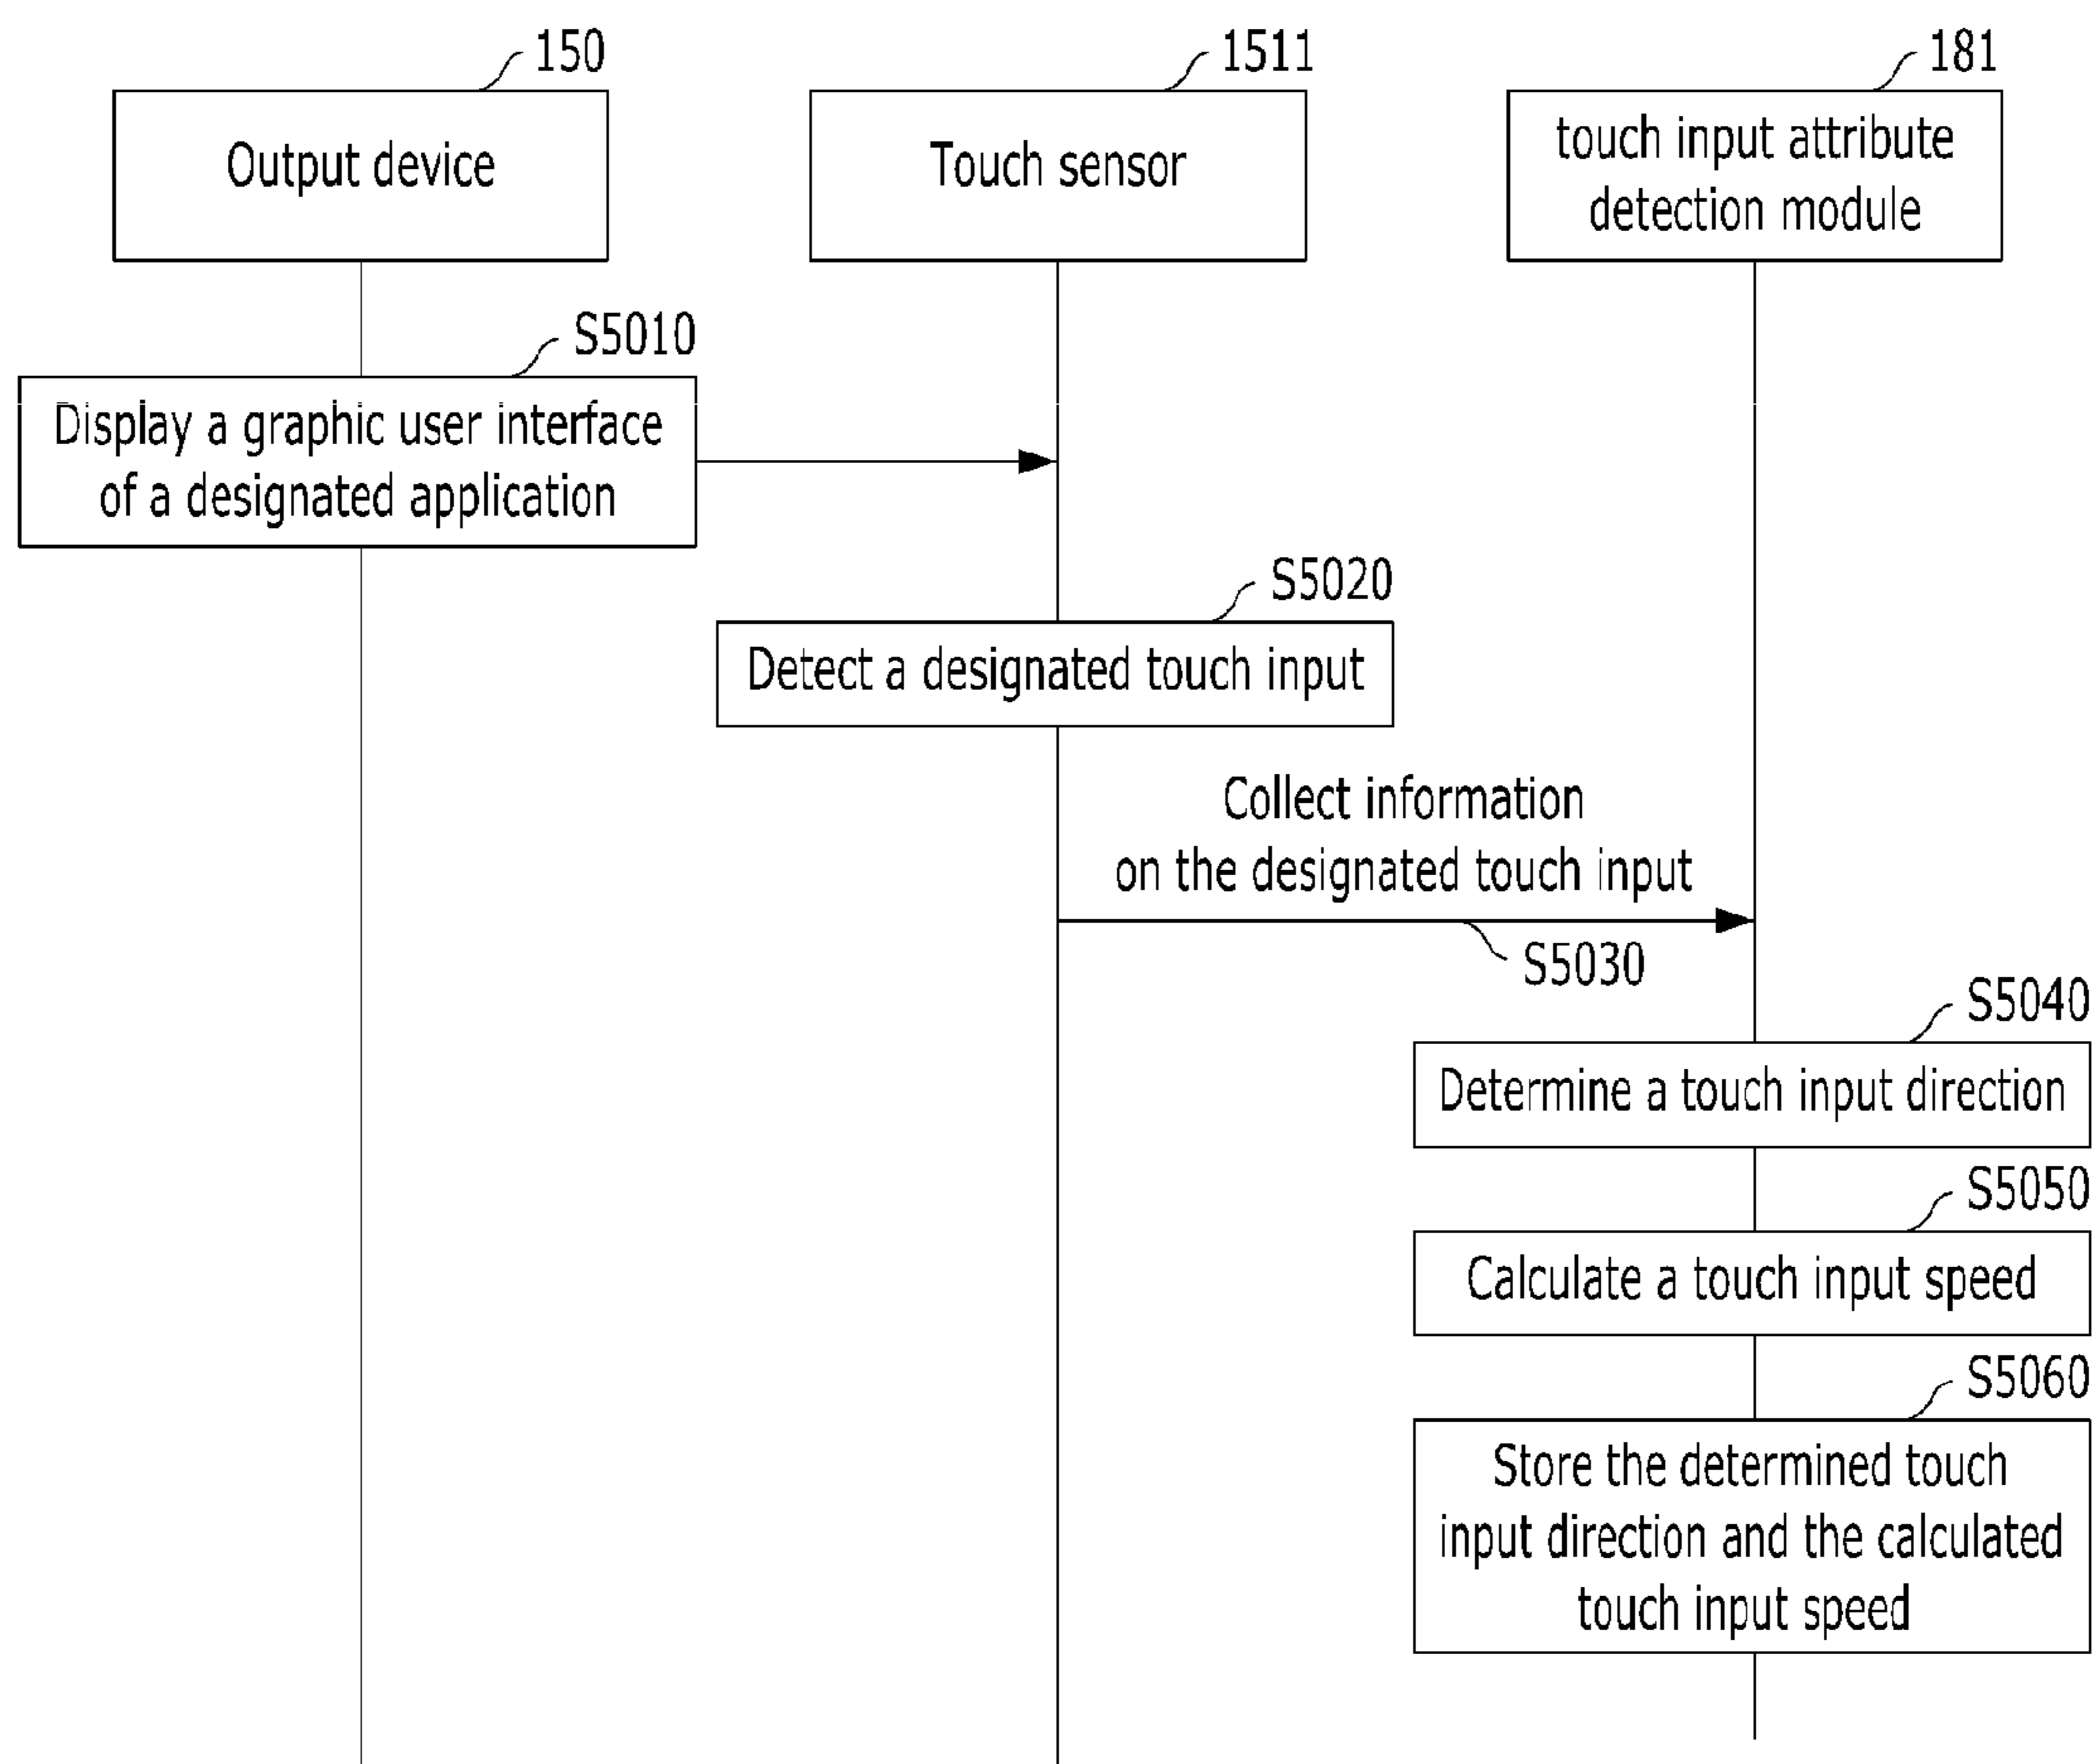 150
1511
181
Output device
Touch sensor
touch input attribute
detection module
S5010
Display a graphic user interface
of a designated application
S5020
Detect a designated touch input
Collect information
on the designated touch input
S5030
S5040
Determine a touch input direction
S5050
Calculate a touch input speed
S5060
Store the determined touch
input direction and the calculated
touch input speed